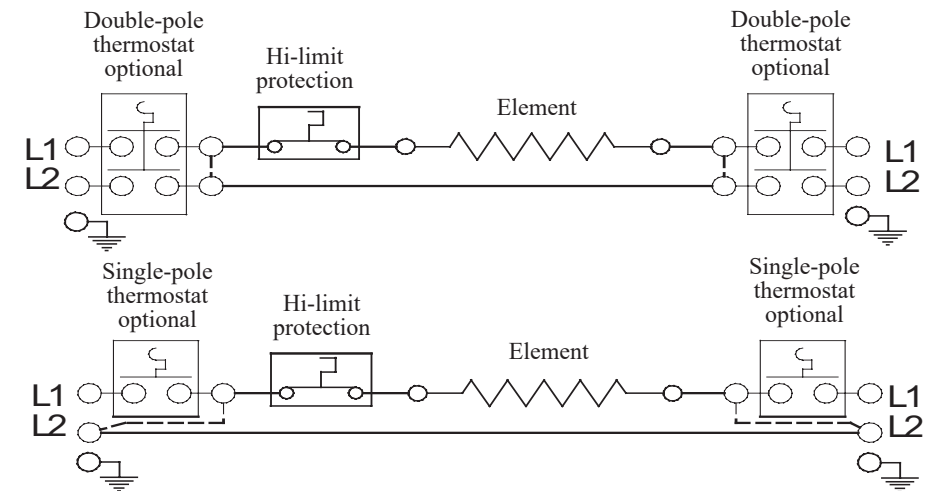 Double-pole
thermostat
optional
Hi-limit
protection
Element
Double-pole
thermostat
optional
L1
L2
L1
L2
Single-pole
thermostat
optional
Hi-limit
protection
Element
Single-pole
thermostat
optional
L1
L2
L1
L2